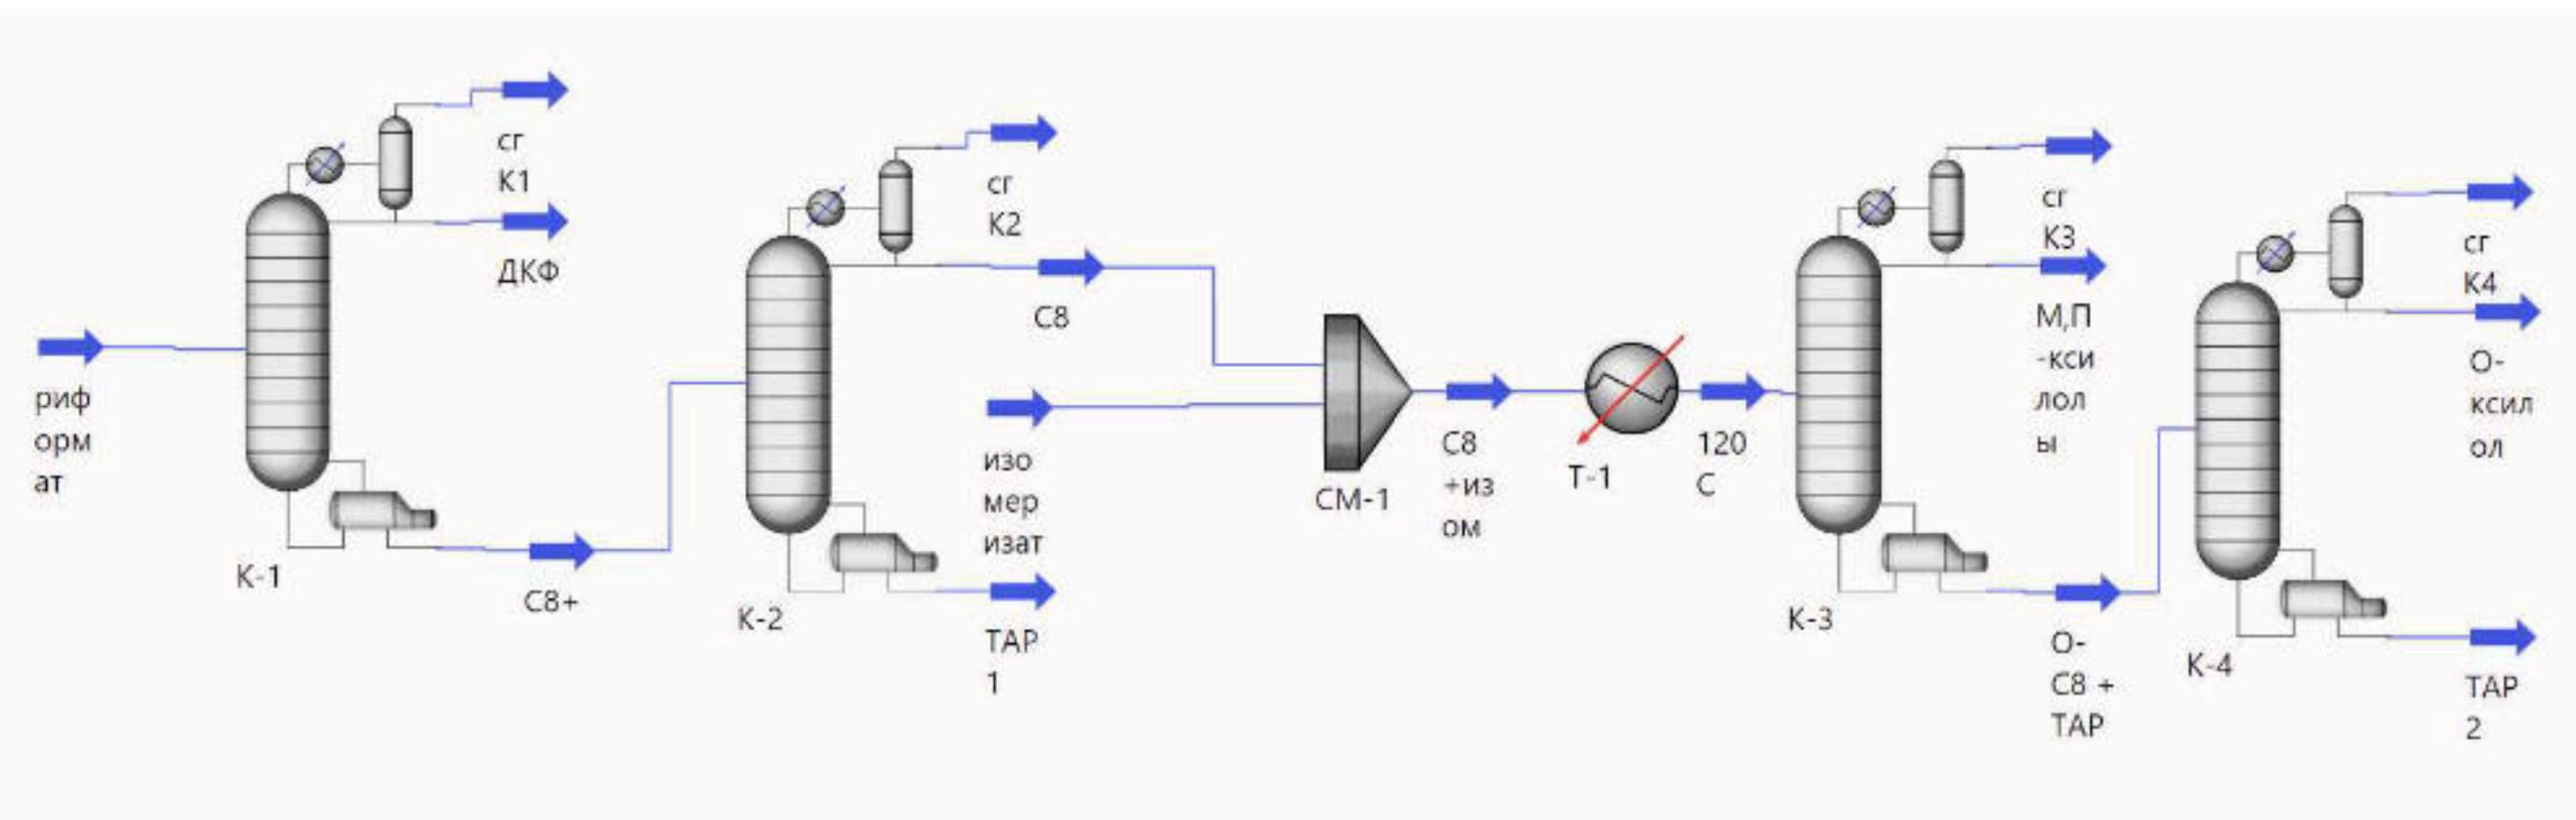 риф
орм
ат
К-1
сг
К1
ДКФ
С8+
К-2
сг
К2
С8
изо
мер
изат
ТАР
1
СМ-1
С8
+из
ом
Т-1
120
С
К-3
сг
К3
М,П
-кси
лол
ы
О-
С8 +
ТАР
К-4
сг
К4
О-
ксил
ол
ТАР
2